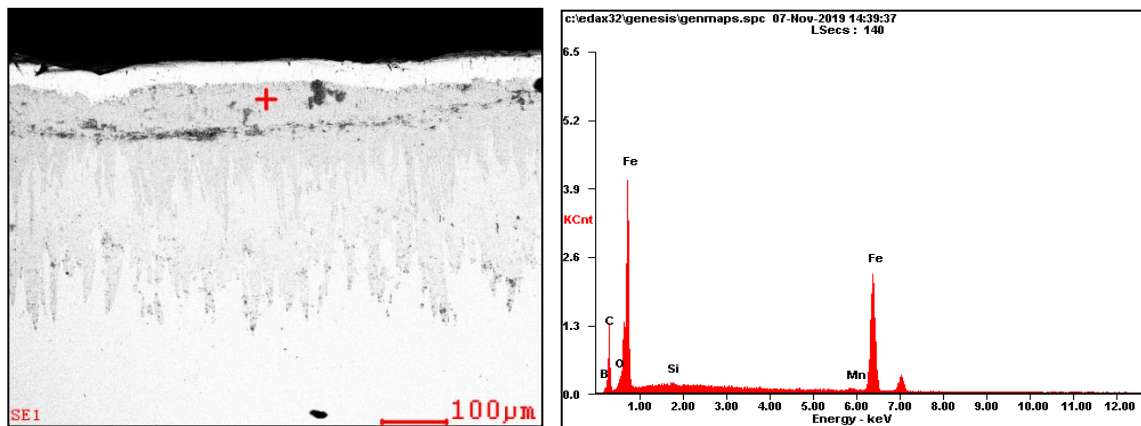 SE1
100µm
c:\edax32\genesis\genmaps.spc 07-Nov-2019 14:39:37
LSecs : 140
6.5
5.2
3.9
KCnt
2.6
1.3
0.0
Fe
Fe
C
B
O
Si
Mn
1.00 2.00 3.00 4.00 5.00 6.00 7.00 8.00 9.00 10.00 11.00 12.00
Energy - keV